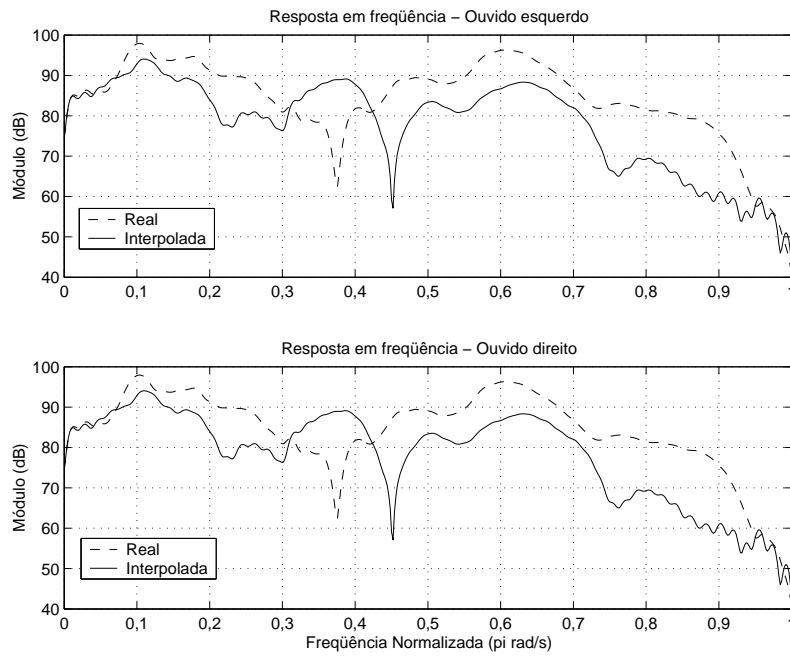 Resposta em freqüência − Ouvido esquerdo
100
90
80
70
60
50
40
Módulo (dB)
Real
Interpolada
0 0,1 0,2 0,3 0,4 0,5 0,6 0,7 0,8 0,9 1
Resposta em freqüência − Ouvido direito
100
90
80
70
60
50
40
Módulo (dB)
Real
Interpolada
0 0,1 0,2 0,3 0,4 0,5 0,6 0,7 0,8 0,9 1
Freqüência Normalizada (pi rad/s)